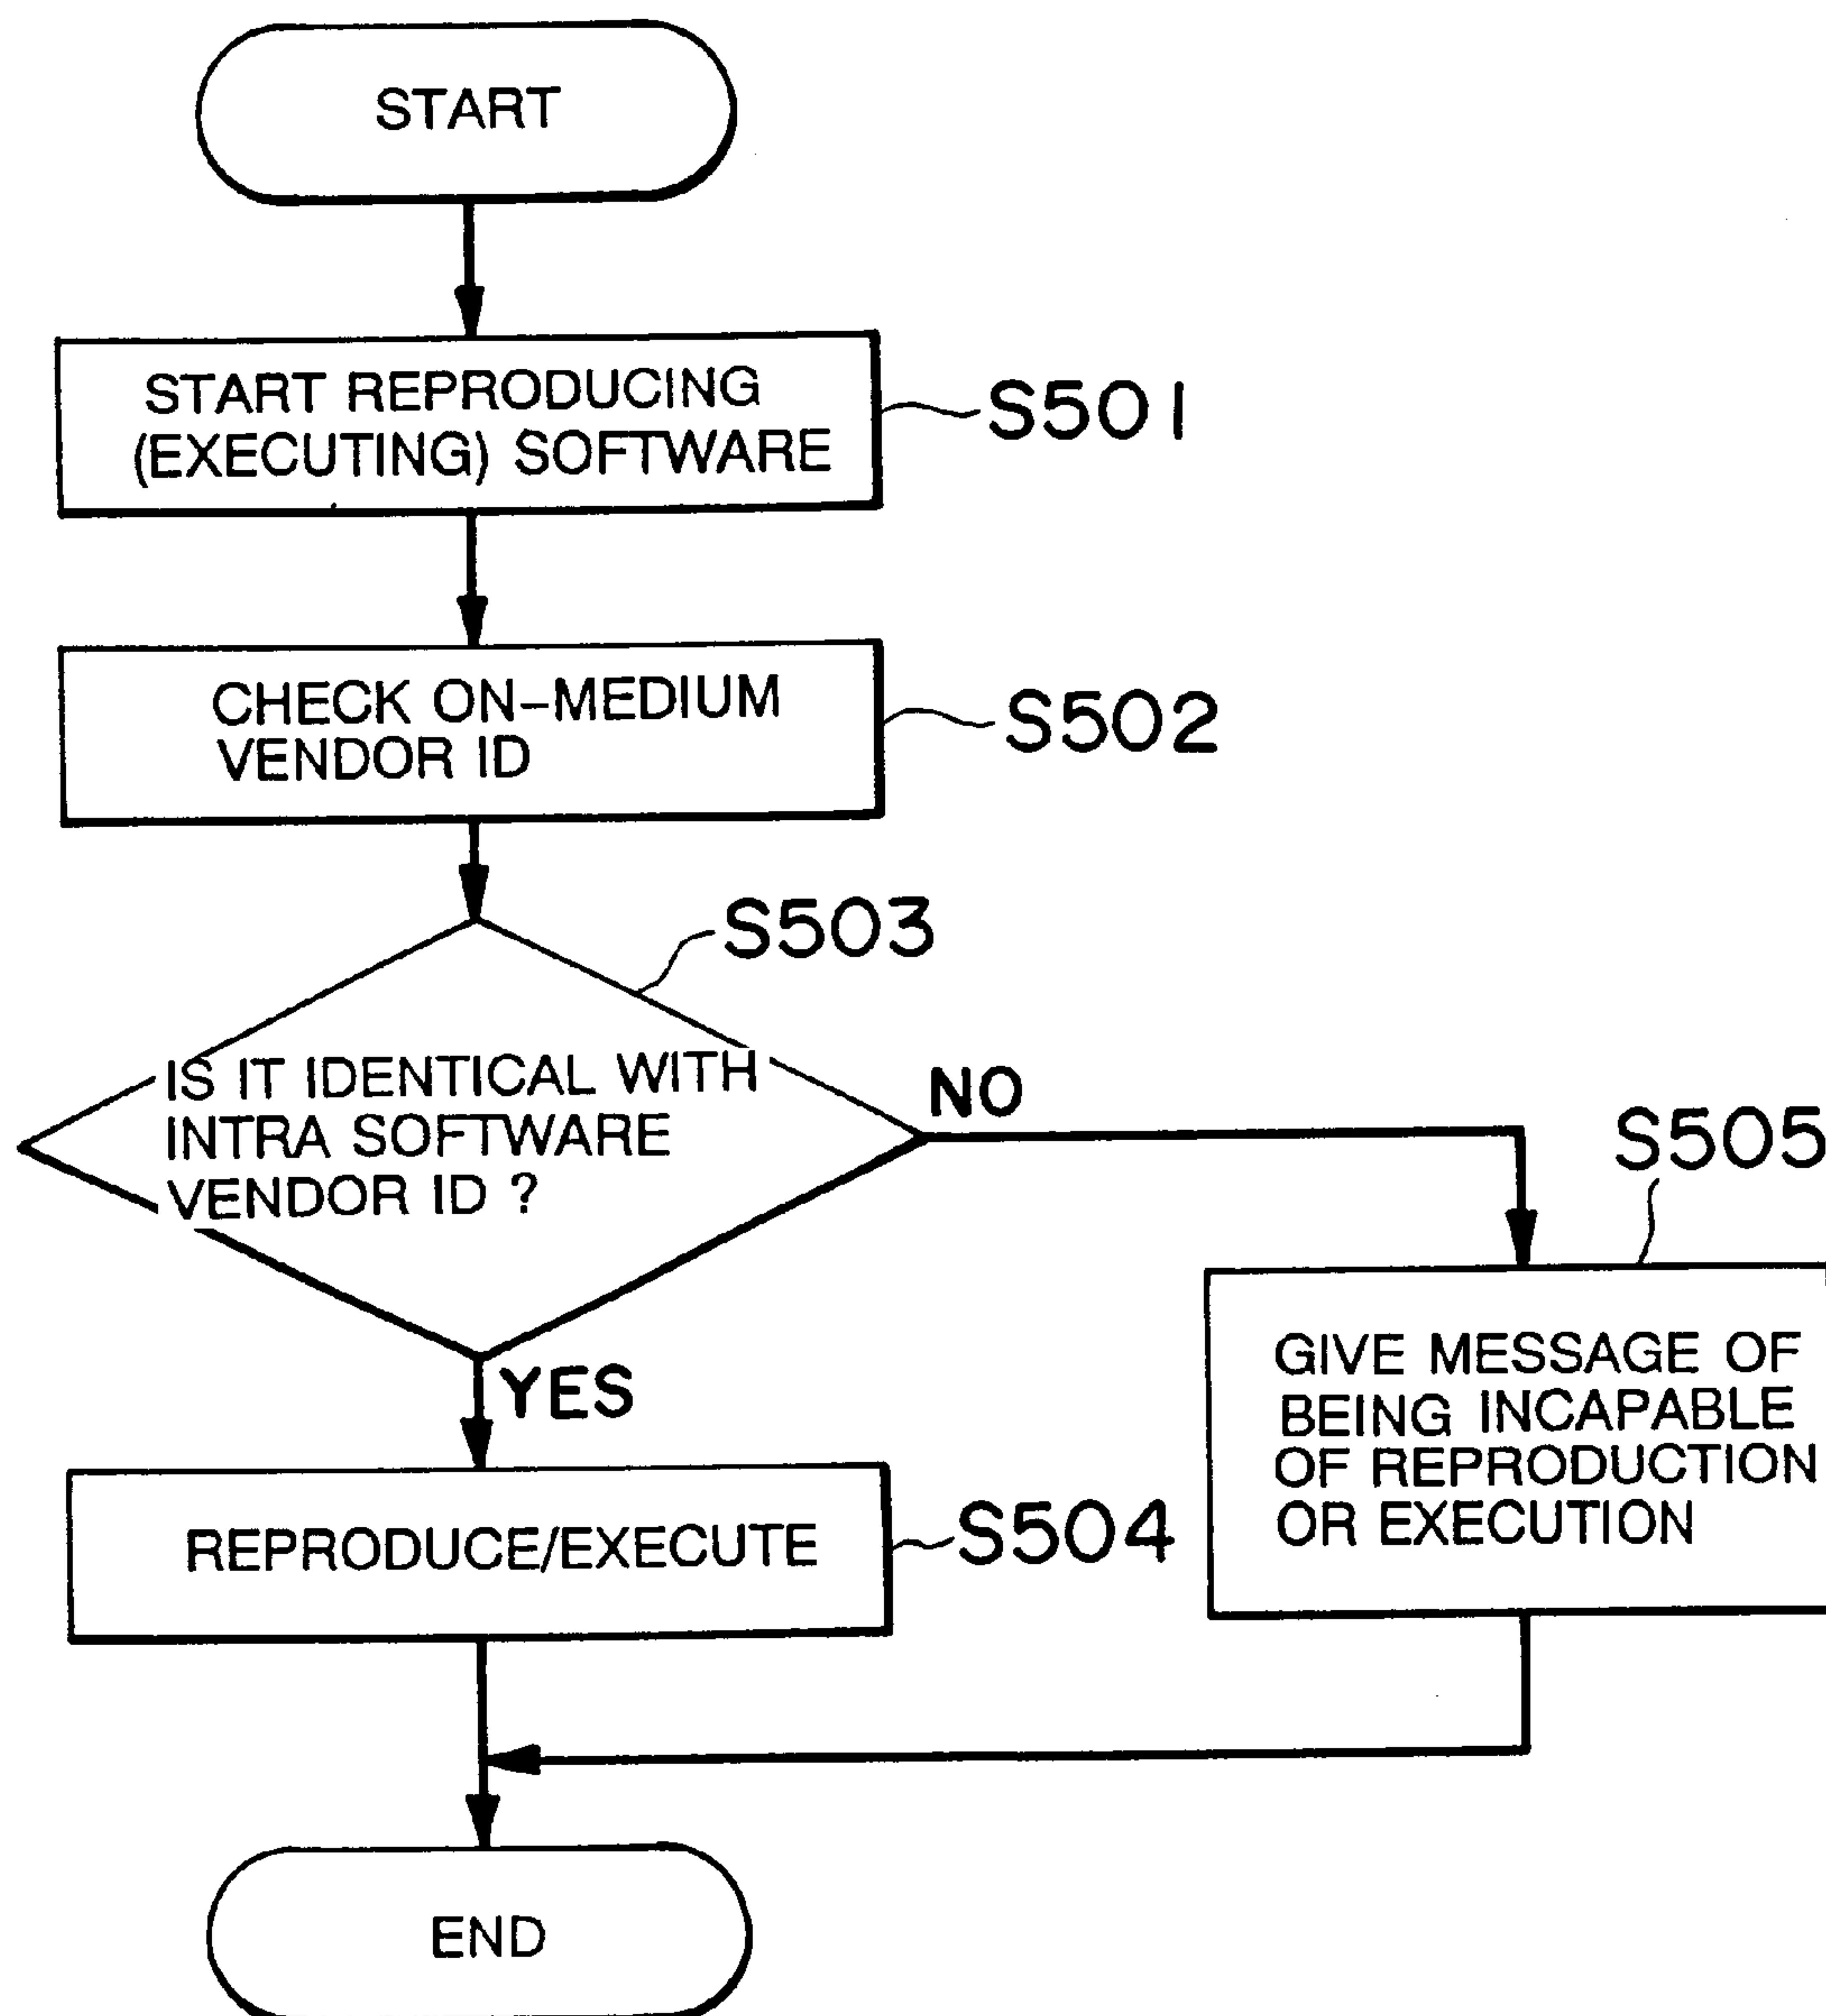 START
START REPRODUCING
(EXECUTING) SOFTWARE
S501
CHECK ON-MEDIUM
VENDOR ID
S502
S503
IS IT IDENTICAL WITH
INTRA SOFTWARE
VENDOR ID ?
NO
S505
YES
GIVE MESSAGE OF
BEING INCAPABLE
OF REPRODUCTION
OR EXECUTION
REPRODUCE/EXECUTE
S504
END